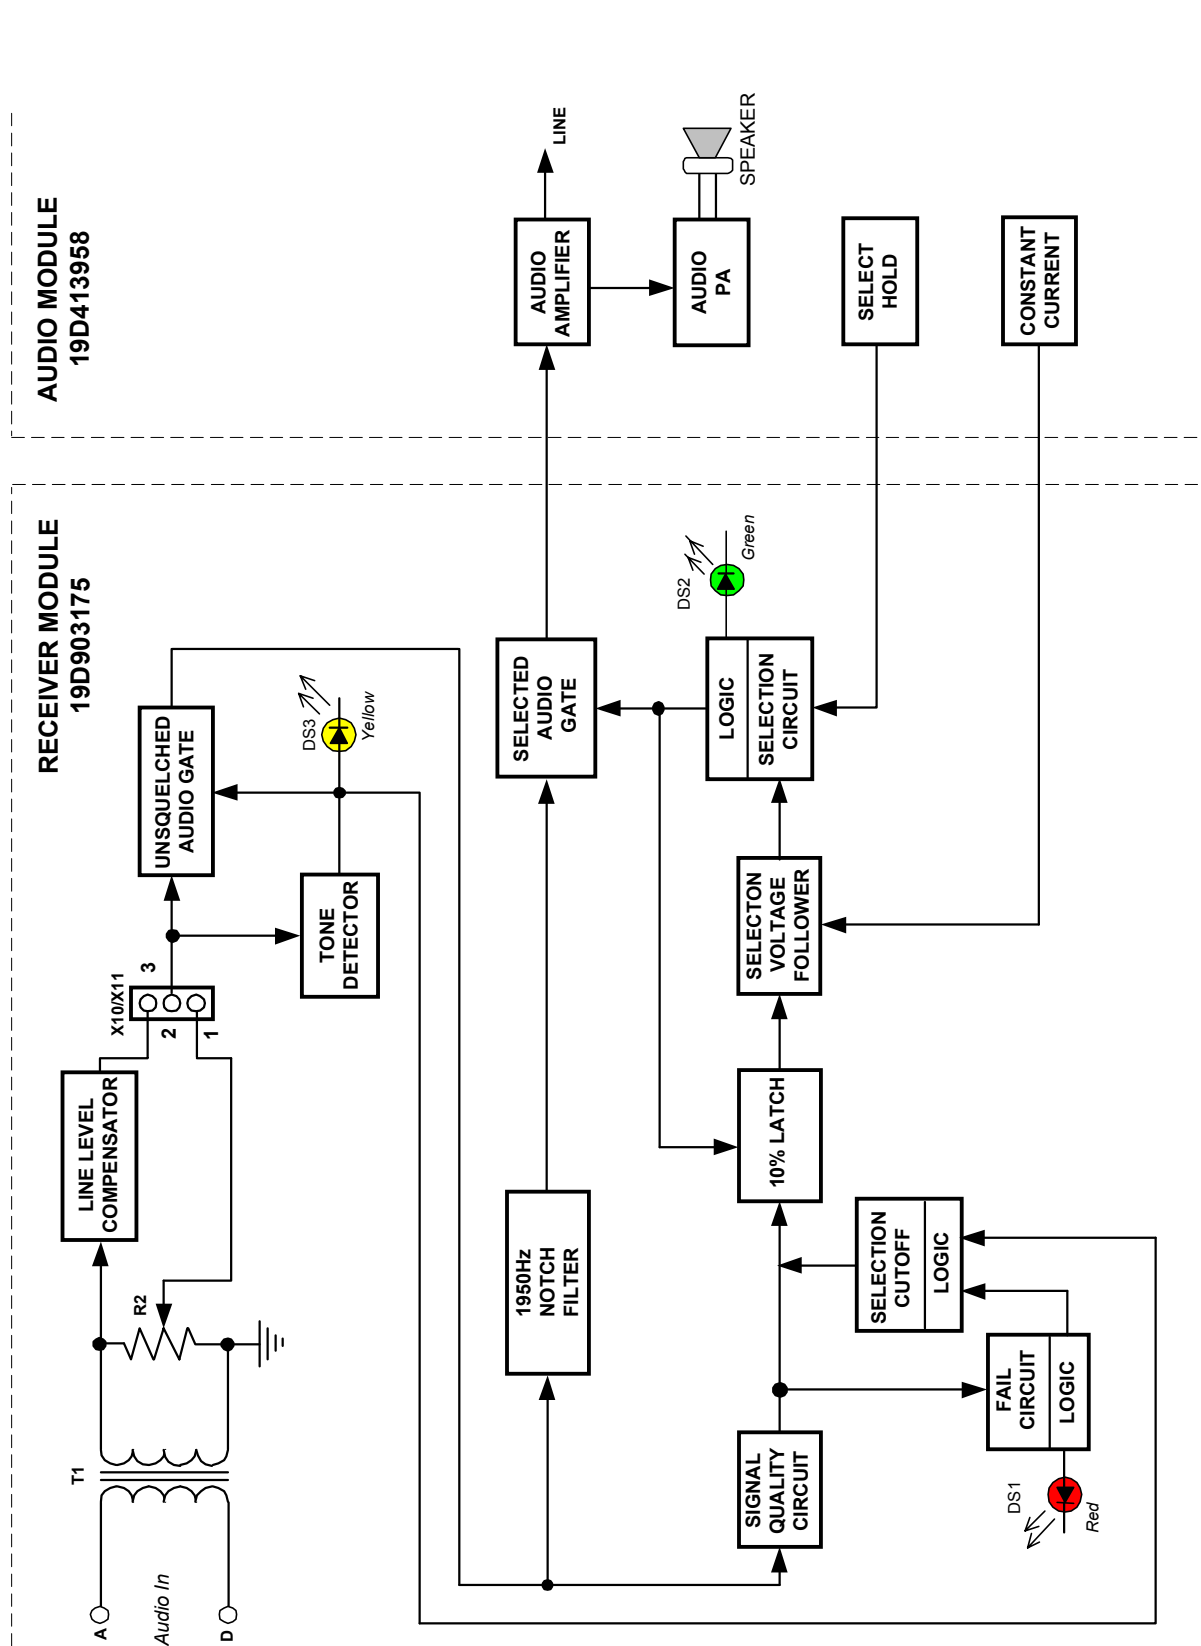 RECEIVER MODULE
19D903175
AUDIO MODULE
19D413958
A
Audio In
D
T1
R2
LINE LEVEL
COMPENSATOR
X10/X11
3
2
1
UNSQUELCHED
AUDIO GATE
TONE
DETECTOR
DS3
Yellow
1950Hz
NOTCH
FILTER
SELECTED
AUDIO
GATE
AUDIO
AMPLIFIER
LINE
AUDIO
PA
SPEAKER
SIGNAL
QUALITY
CIRCUIT
10% LATCH
SELECTON
VOLTAGE
FOLLOWER
LOGIC
SELECTION
CIRCUIT
DS2
Green
SELECT
HOLD
CONSTANT
CURRENT
SELECTION
CUTOFF
LOGIC
FAIL
CIRCUIT
LOGIC
DS1
Red